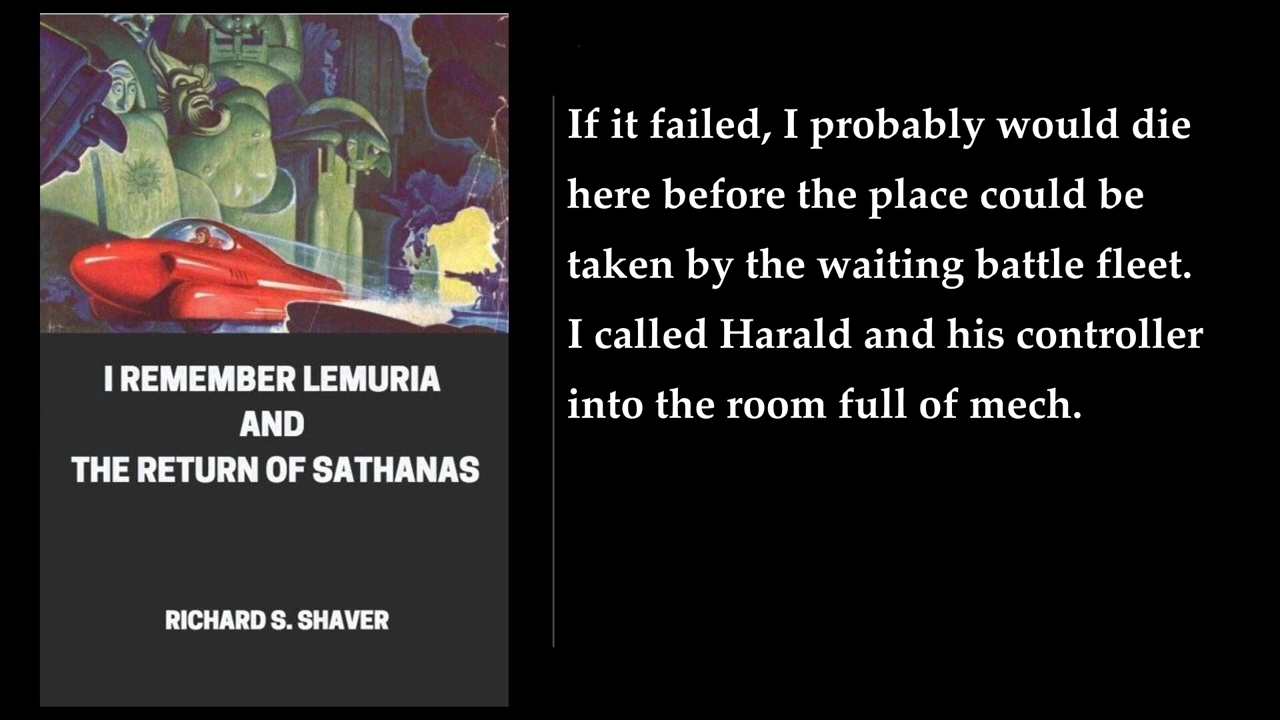 I REMEMBER LEMURIA
AND
THE RETURN OF SATHANAS
RICHARD S. SHAVER
If it failed, I probably would die
here before the place could be
taken by the waiting battle fleet.
I called Harald and his controller
into the room full of mech.